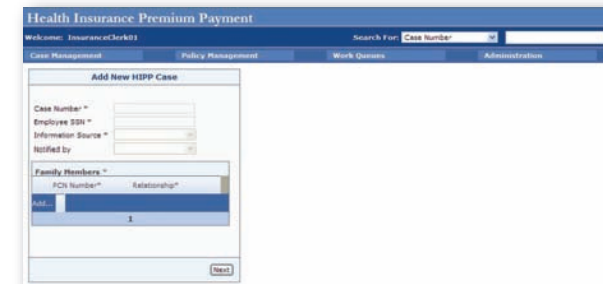 Health Insurance Premium Payment
Welcome: InsuranceClerk01 Search For: Case Number
Case Management Policy Management Work Queues Administration
Add New HIPP Case
Case Number *
Employee SSN *
Information Source *
Notified by
Family Members *
PCN Number* Relationship*
Add...
1
Next